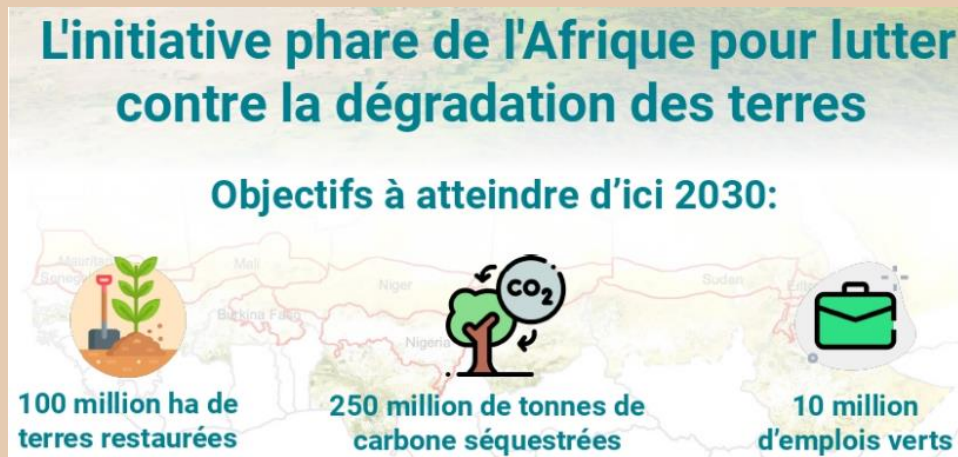 L'initiative phare de l'Afrique pour lutter
contre la dégradation des terres
Objectifs à atteindre d’ici 2030:
Mali
Niger
Sudan
Burkina Faso
Nigeria
CO2
100 million ha de
terres restaurées
250 million de tonnes de
carbone séquestrées
10 million
d’emplois verts